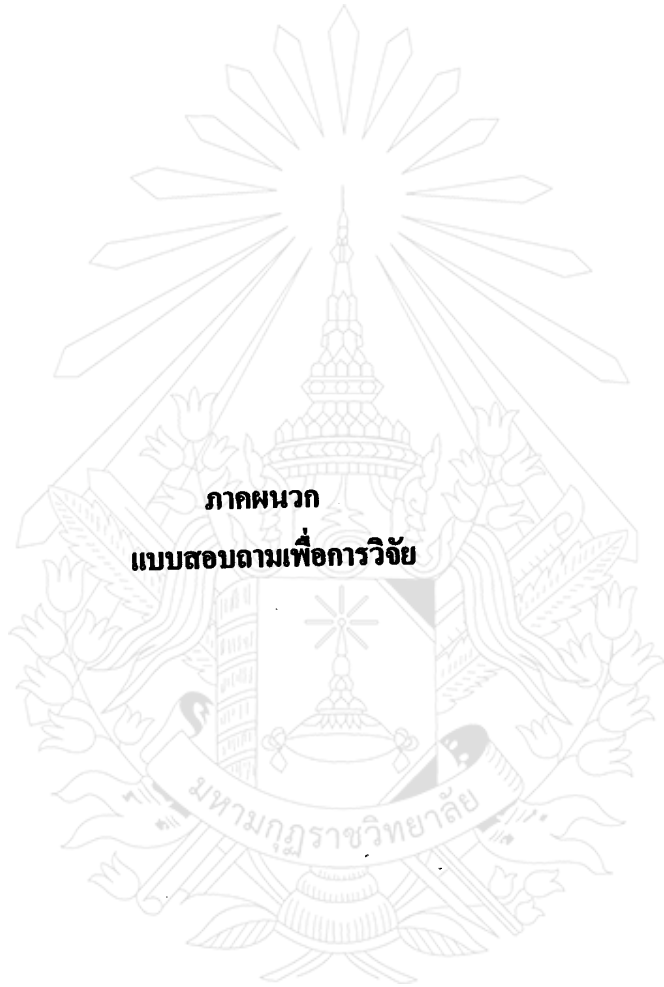 ภาคผนวก
แบบสอบถามเพื่อการวิจัย
มหามกุฏราชวิทยาลัย